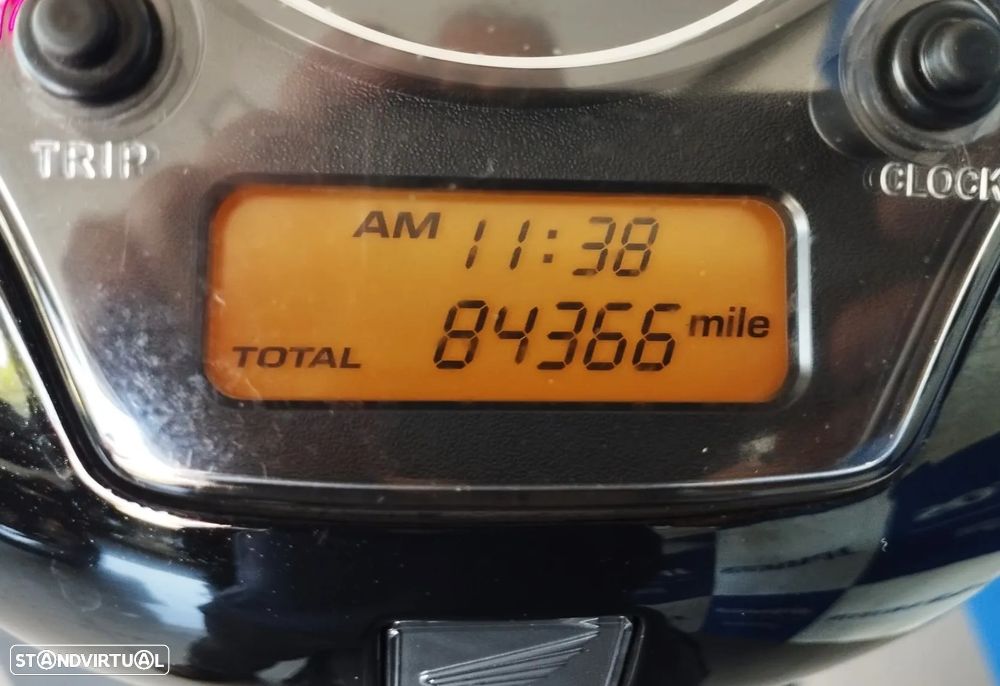 TRIP
CLOCK
AM 11:38
TOTAL 84366 mile
STANDVIRTUAL